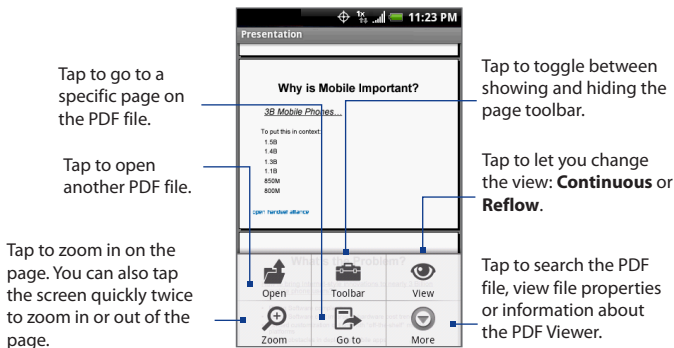 1x 11:23 PM
Presentation
Why is Mobile Important?
3B Mobile Phones...
To put this in context:
1.5B
1.4B
1.3B
1.1B
850M
800M
open handset alliance
What's the Problem?
Open
Toolbar
View
Zoom
Go to
More
Tap to go to a
specific page on
the PDF file.
Tap to open
another PDF file.
Tap to zoom in on the
page. You can also tap
the screen quickly twice
to zoom in or out of the
page.
Tap to toggle between
showing and hiding the
page toolbar.
Tap to let you change
the view: Continuous or
Reflow.
Tap to search the PDF
file, view file properties
or information about
the PDF Viewer.